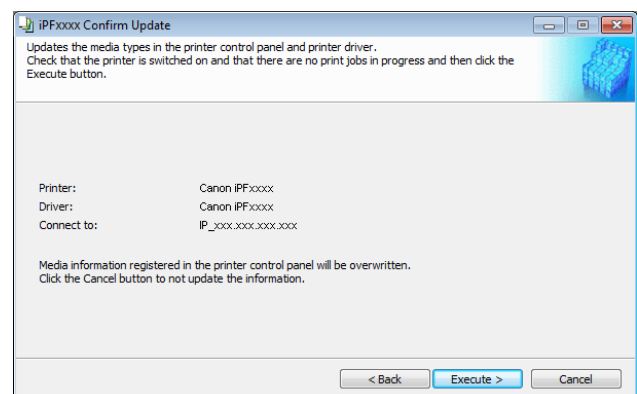 iPFxxxx Confirm Update
Updates the media types in the printer control panel and printer driver.
Check that the printer is switched on and that there are no print jobs in progress and then click the
Execute button.
Printer: Canon iPFxxxx
Driver: Canon iPFxxxx
Connect to: IP_xxx.xxx.xxx.xxx
Media information registered in the printer control panel will be overwritten.
Click the Cancel button to not update the information.
< Back Execute > Cancel